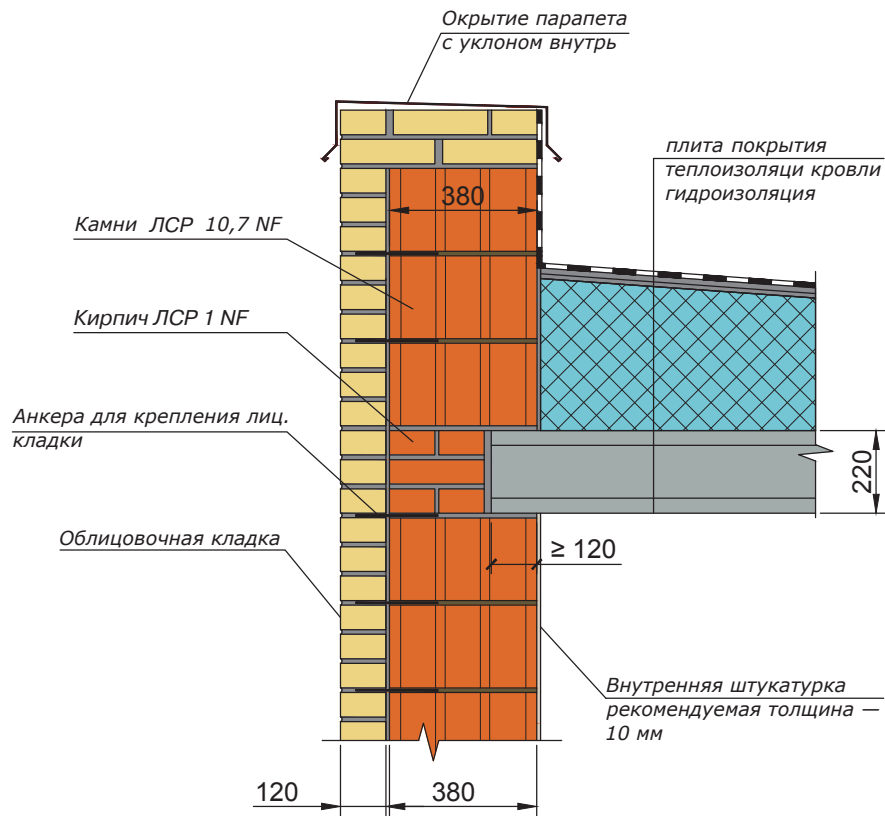 Окрытие парапета
с уклоном внутрь
плита покрытия
теплоизоляци кровли
гидроизоляция
380
Камни ЛСР 10,7 NF
Кирпич ЛСР 1 NF
Анкера для крепления лиц.
кладки
220
Облицовочная кладка
≥ 120
Внутренняя штукатурка
рекомендуемая толщина —
10 мм
120
380